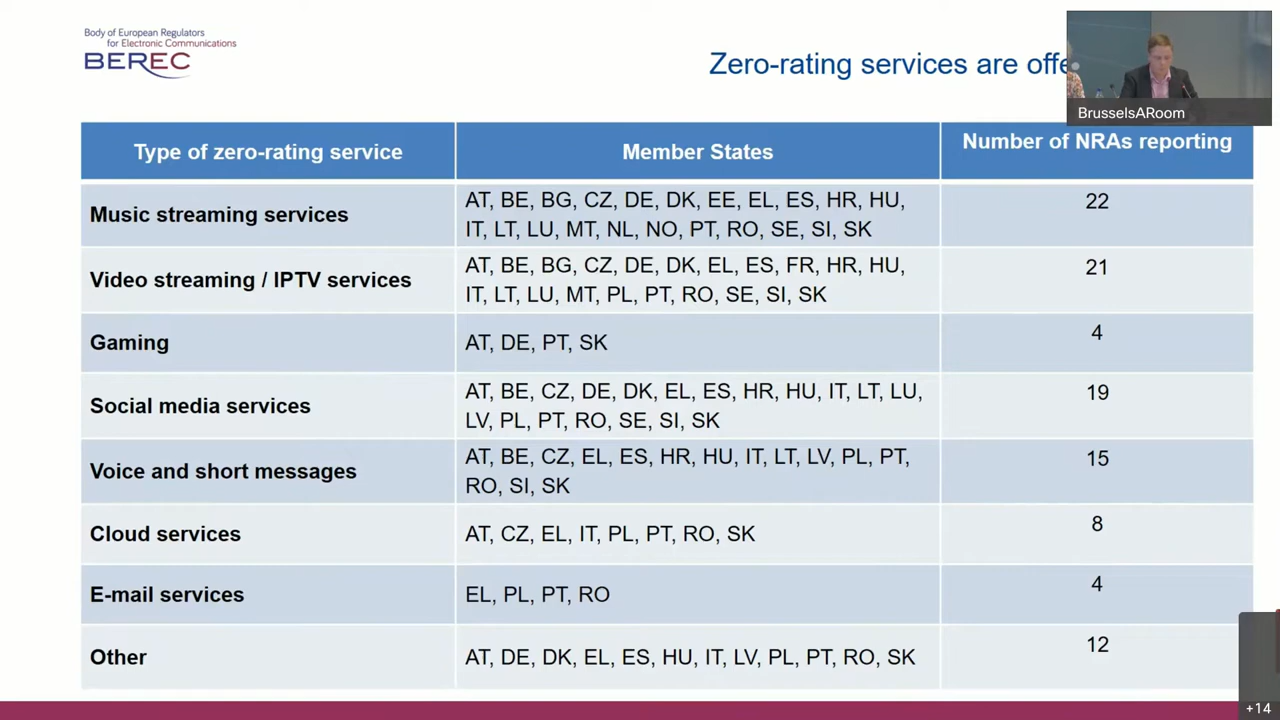 Body of European Regulators
for Electronic Communications
BEREC
Zero-rating services are offe
BrusselsARoom
Type of zero-rating service
Member States
Number of NRAs reporting
Music streaming services
AT, BE, BG, CZ, DE, DK, EE, EL, ES, HR, HU,
IT, LT, LU, MT, NL, NO, PT, RO, SE, SI, SK
22
Video streaming / IPTV services
AT, BE, BG, CZ, DE, DK, EL, ES, FR, HR, HU,
IT, LT, LU, MT, PL, PT, RO, SE, SI, SK
21
Gaming
AT, DE, PT, SK
4
Social media services
AT, BE, CZ, DE, DK, EL, ES, HR, HU, IT, LT, LU,
LV, PL, PT, RO, SE, SI, SK
19
Voice and short messages
AT, BE, CZ, EL, ES, HR, HU, IT, LT, LV, PL, PT,
RO, SI, SK
15
Cloud services
AT, CZ, EL, IT, PL, PT, RO, SK
8
E-mail services
EL, PL, PT, RO
4
Other
AT, DE, DK, EL, ES, HU, IT, LV, PL, PT, RO, SK
12
+14